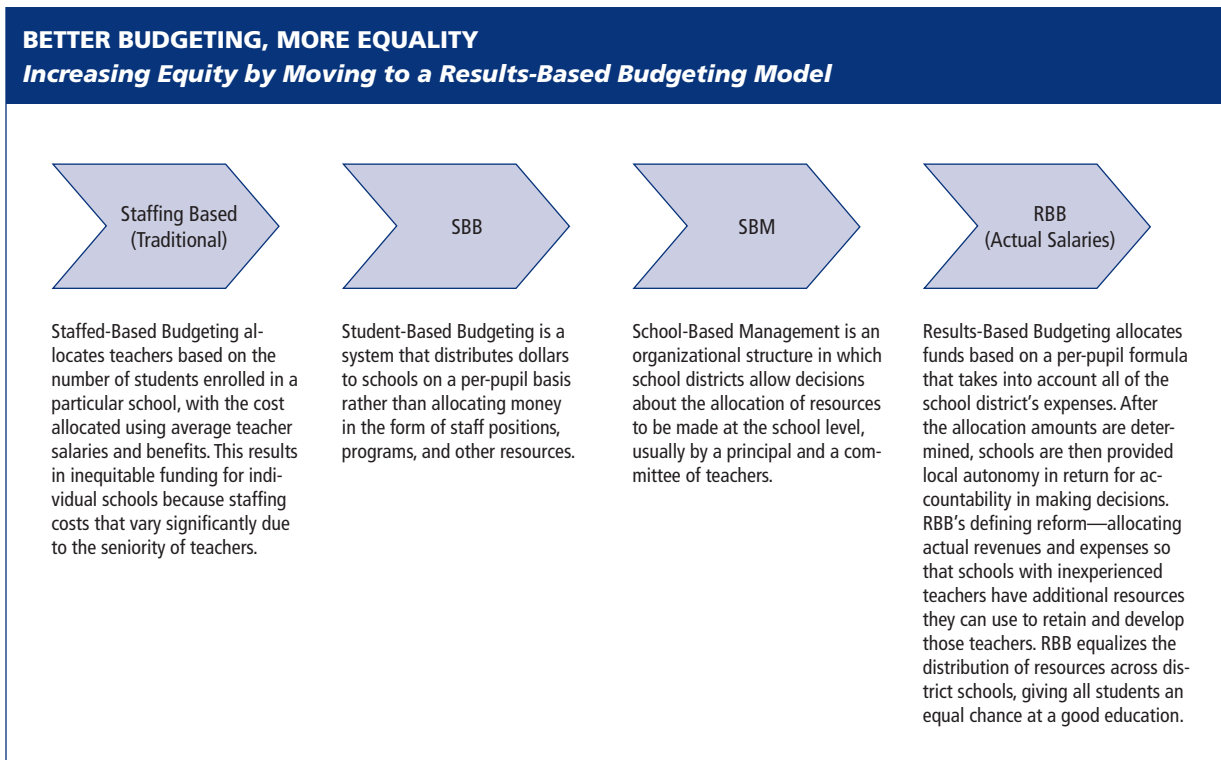 BETTER BUDGETING, MORE EQUALITY
Increasing Equity by Moving to a Results-Based Budgeting Model
Staffing Based
(Traditional)
SBB
SBM
RBB
(Actual Salaries)
Staffed-Based Budgeting al-
locates teachers based on the
number of students enrolled in a
particular school, with the cost
allocated using average teacher
salaries and benefits. This results
in inequitable funding for indi-
vidual schools because staffing
costs that vary significantly due
to the seniority of teachers.
Student-Based Budgeting is a
system that distributes dollars
to schools on a per-pupil basis
rather than allocating money
in the form of staff positions,
programs, and other resources.
School-Based Management is an
organizational structure in which
school districts allow decisions
about the allocation of resources
to be made at the school level,
usually by a principal and a com-
mittee of teachers.
Results-Based Budgeting allocates
funds based on a per-pupil formula
that takes into account all of the
school district's expenses. After
the allocation amounts are deter-
mined, schools are then provided
local autonomy in return for ac-
countability in making decisions.
RBB's defining reform—allocating
actual revenues and expenses so
that schools with inexperienced
teachers have additional resources
they can use to retain and develop
those teachers. RBB equalizes the
distribution of resources across dis-
trict schools, giving all students an
equal chance at a good education.